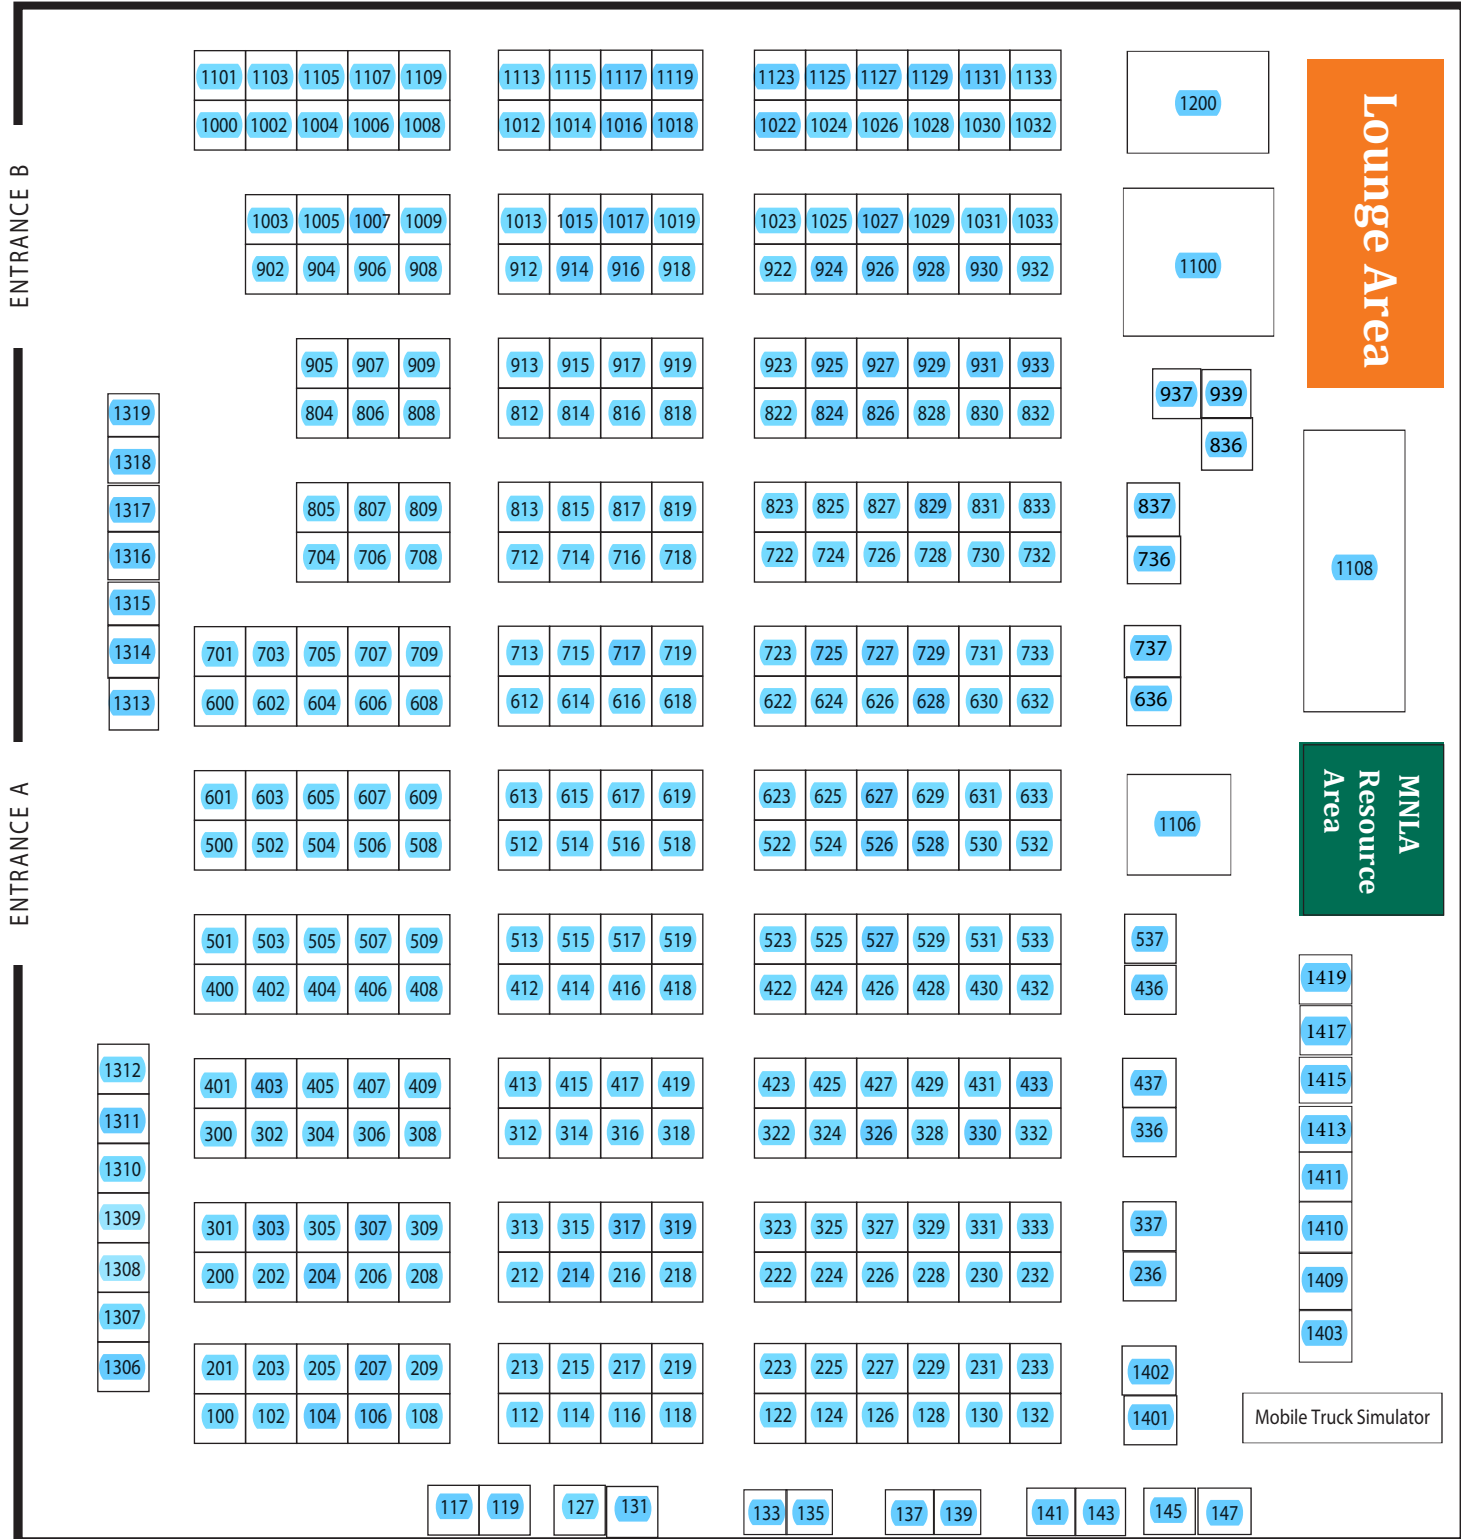 1101 1103 1105 1107 1109 1113 1115 1117 1119 1123 1125 1127 1129 1131 1133
1000 1002 1004 1006 1008 1012 1014 1016 1018 1022 1024 1026 1028 1030 1032
1200
Lounge Area
ENTRANCE B
1003 1005 1007 1009 1013 1015 1017 1019 1023 1025 1027 1029 1031 1033
902 904 906 908 912 914 916 918 922 924 926 928 930 932
1100
905 907 909 913 915 917 919 923 925 927 929 931 933
804 806 808 812 814 816 818 822 824 826 828 830 832
937 939
836
1319
1318
1317
1316
1315
1314
1313
805 807 809 813 815 817 819 823 825 827 829 831 833
704 706 708 712 714 716 718 722 724 726 728 730 732
837
736
1108
701 703 705 707 709 713 715 717 719 723 725 727 729 731 733
600 602 604 606 608 612 614 616 618 622 624 626 628 630 632
737
636
ENTRANCE A
601 603 605 607 609 613 615 617 619 623 625 627 629 631 633
500 502 504 506 508 512 514 516 518 522 524 526 528 530 532
1106
MNLA
Resource
Area
501 503 505 507 509 513 515 517 519 523 525 527 529 531 533
400 402 404 406 408 412 414 416 418 422 424 426 428 430 432
537
436
1419
1417
1415
1413
1411
1410
1409
1403
1312
1311
1310
1309
1308
1307
1306
401 403 405 407 409 413 415 417 419 423 425 427 429 431 433
300 302 304 306 308 312 314 316 318 322 324 326 328 330 332
437
336
301 303 305 307 309 313 315 317 319 323 325 327 329 331 333
200 202 204 206 208 212 214 216 218 222 224 226 228 230 232
337
236
201 203 205 207 209 213 215 217 219 223 225 227 229 231 233
100 102 104 106 108 112 114 116 118 122 124 126 128 130 132
1402
1401
Mobile Truck Simulator
117 119 127 131 133 135 137 139 141 143 145 147